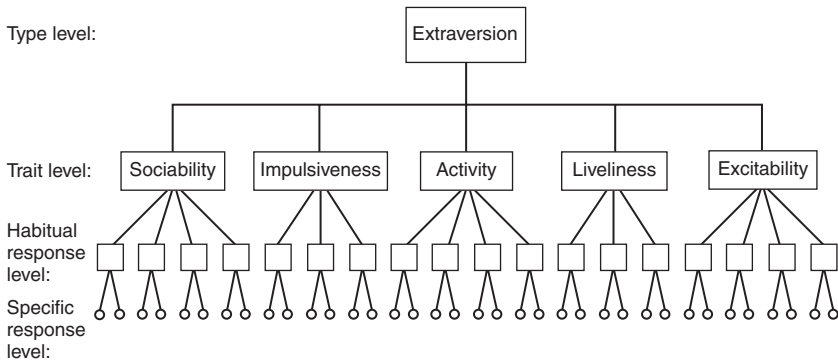 Type level:
Extraversion
Trait level:
Sociability
Impulsiveness
Activity
Liveliness
Excitability
Habitual
response
level:
Specific
response
level: